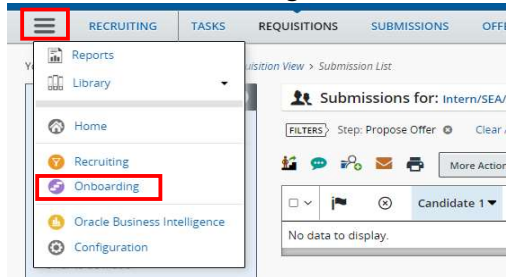 RECRUITING TASKS REQUISITIONS SUBMISSIONS
Reports
Library
uisition View > Submission List
Submissions for: Intern/SEA/
Home
FILTERS Step: Propose Offer Clear
Recruiting
More Action
Onboarding
Candidate 1
Oracle Business Intelligence
No data to display.
Configuration